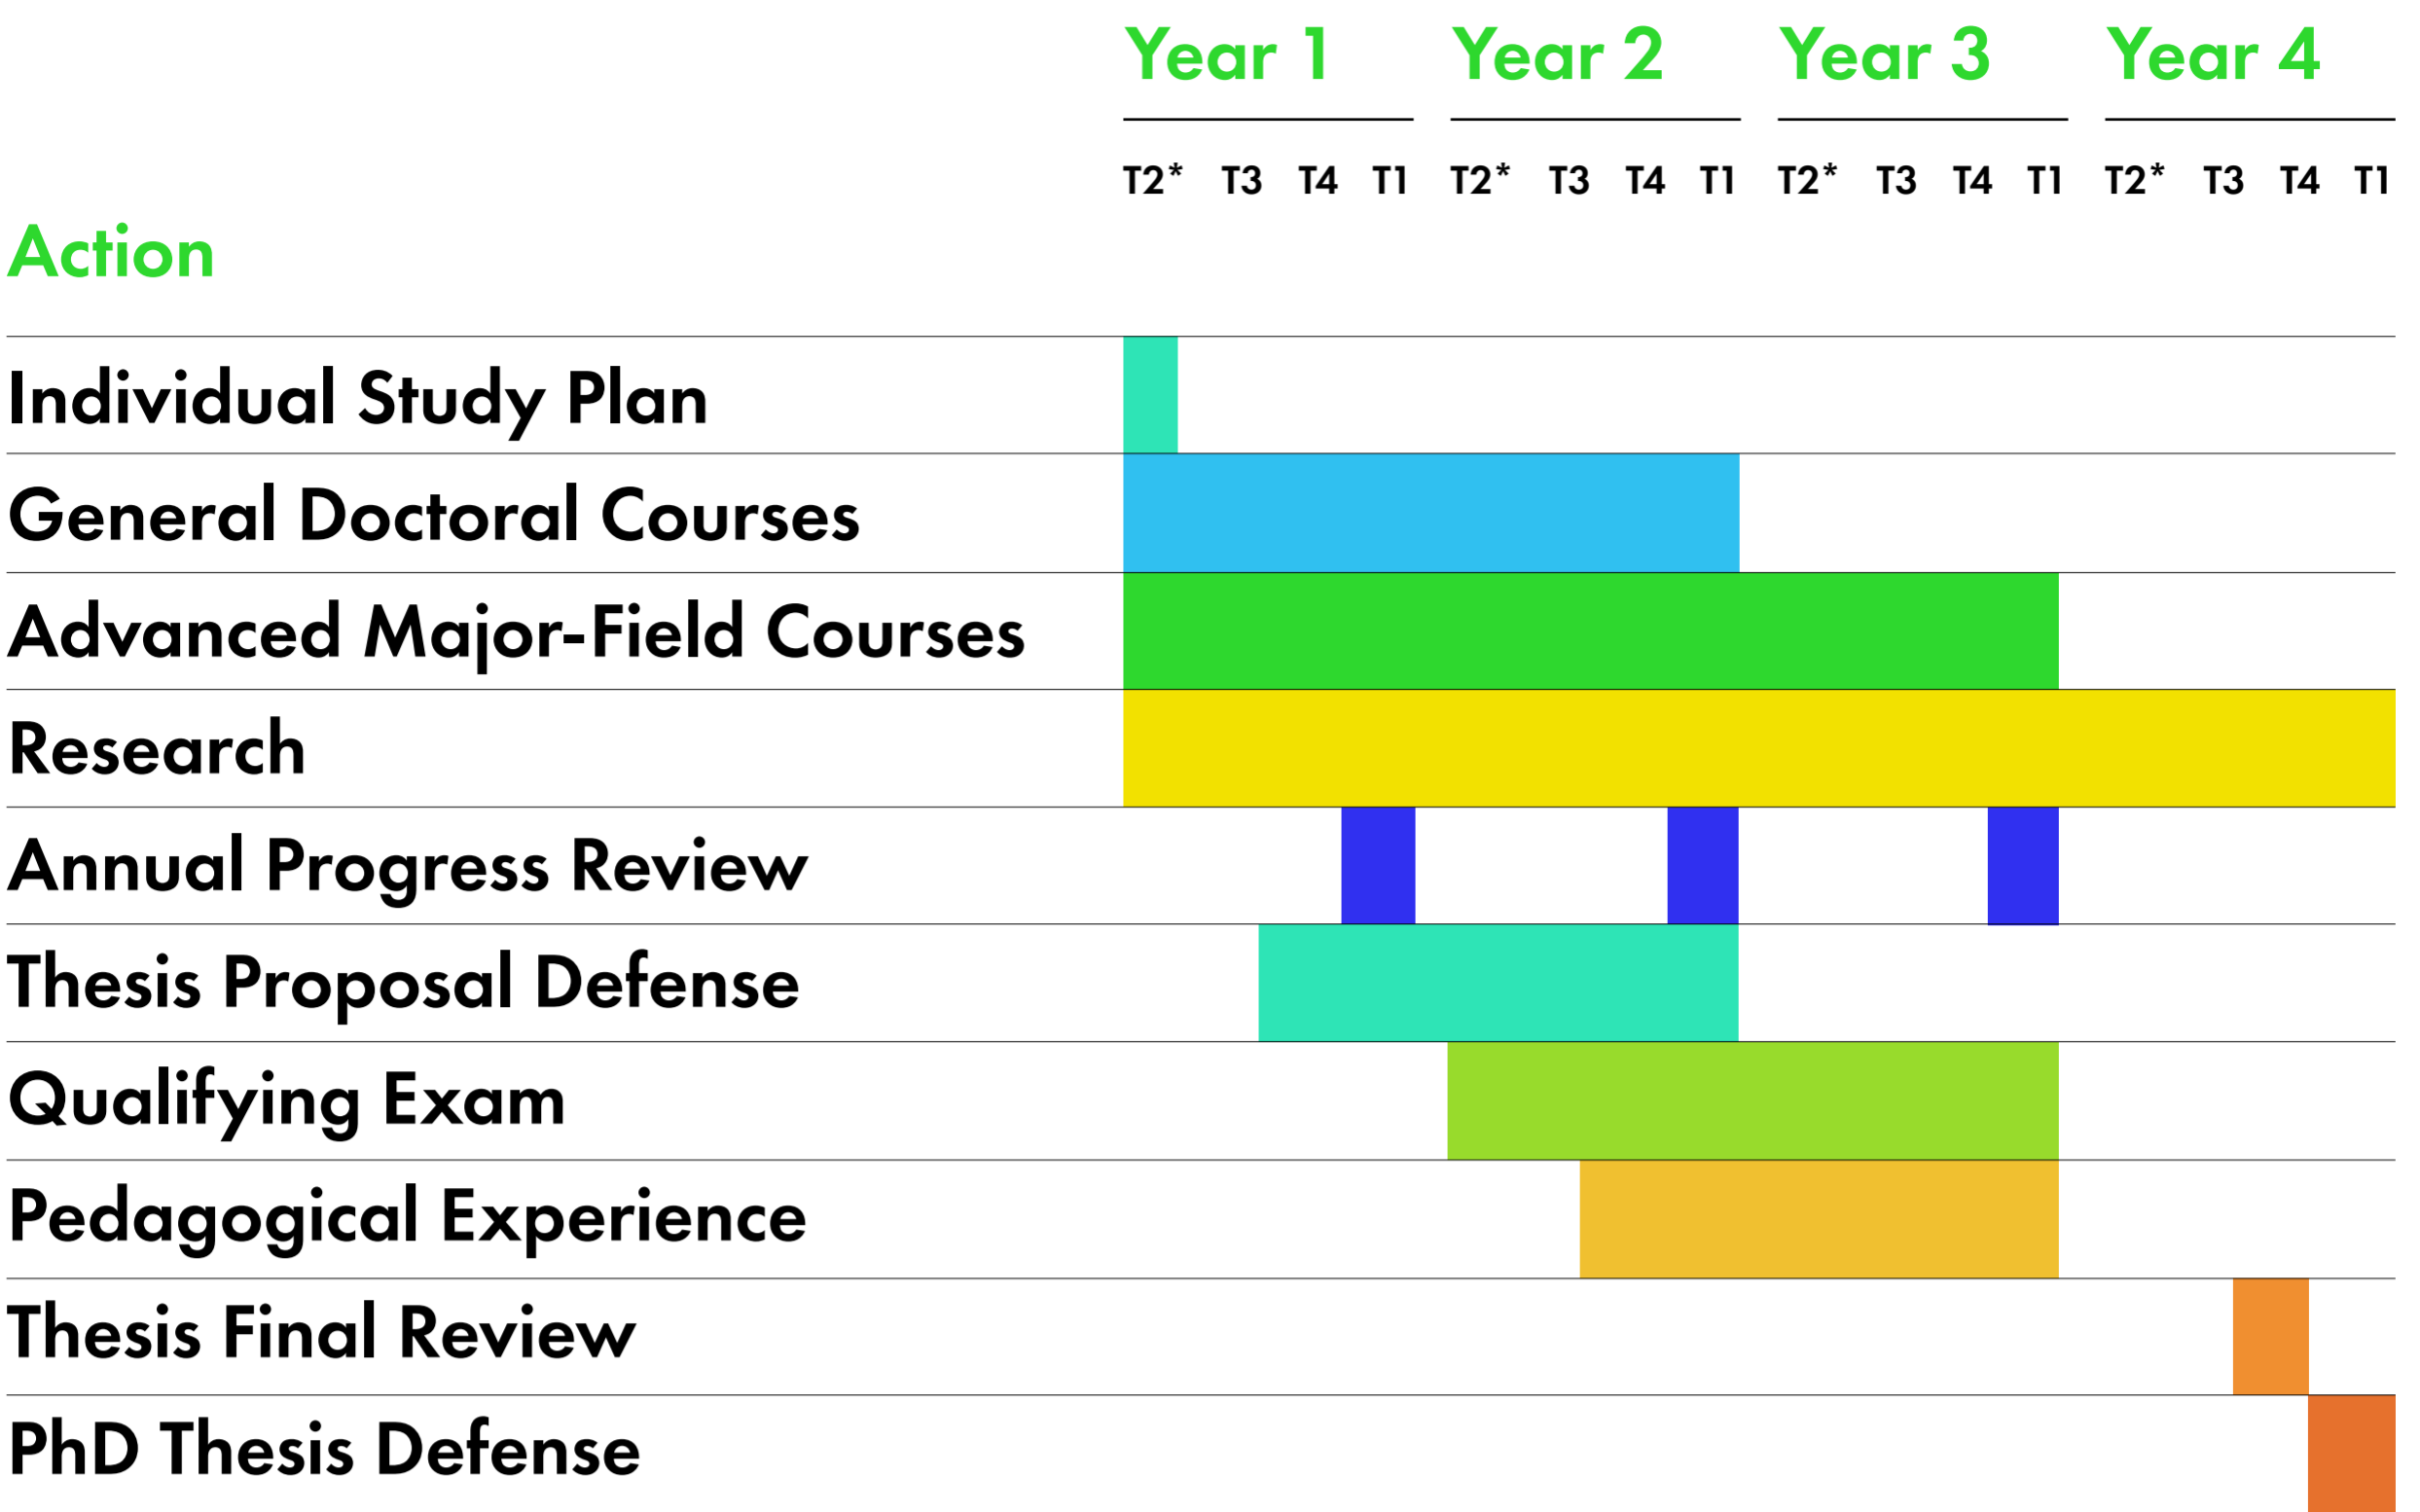 Year 1 Year 2 Year 3 Year 4
T2* T3 T4 T1 T2* T3 T4 T1 T2* T3 T4 T1 T2* T3 T4 T1
Action
Individual Study Plan
General Doctoral Courses
Advanced Major-Field Courses
Research
Annual Progress Review
Thesis Proposal Defense
Qualifying Exam
Pedagogical Experience
Thesis Final Review
PhD Thesis Defense